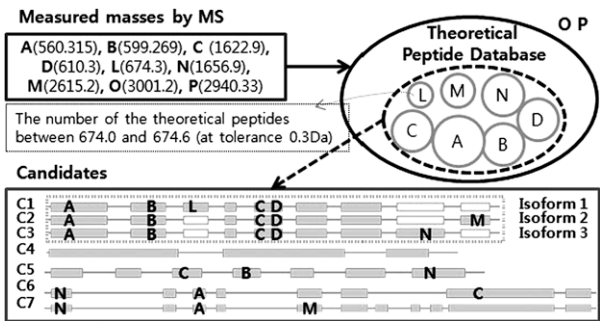 Measured masses by MS
A(560.315), B(599.269), C (1622.9),
D(610.3), L(674.3), N(1656.9),
M(2615.2), O(3001.2), P(2940.33)
The number of the theoretical peptides
between 674.0 and 674.6 (at tolerance 0.3Da)
O P
Theoretical
Peptide Database
L M N
C A B D
Candidates
C1 A B L C D Isoform 1
C2 A B C D M Isoform 2
C3 A B C D N Isoform 3
C4
C5 C B N
C6 N A C
C7 N A M